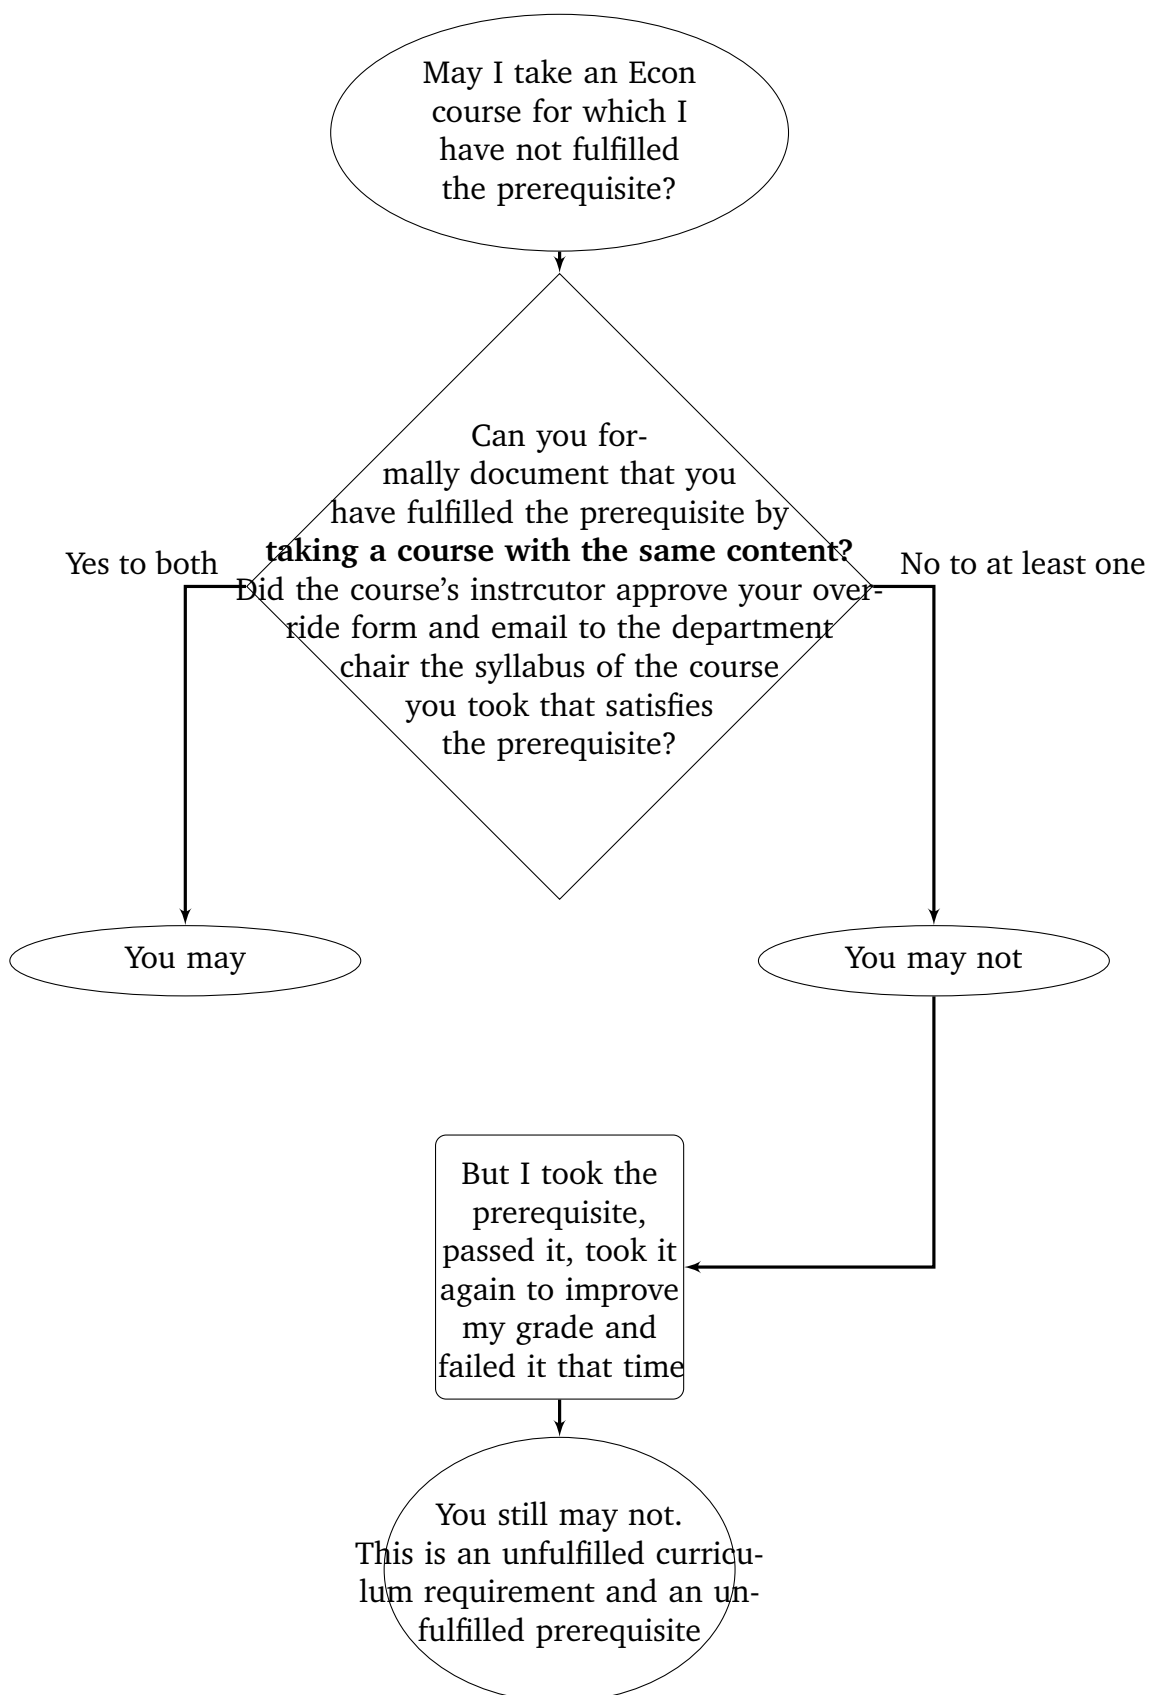 May I take an Econ
course for which I
have not fulfilled
the prerequisite?
Can you for-
mally document that you
have fulfilled the prerequisite by
taking a course with the same content?
Did the course's instrcutor approve your over-
ride form and email to the department
chair the syllabus of the course
you took that satisfies
the prerequisite?
Yes to both
No to at least one
You may
You may not
But I took the
prerequisite,
passed it, took it
again to improve
my grade and
failed it that time
You still may not.
This is an unfulfilled curricu-
lum requirement and an un-
fulfilled prerequisite